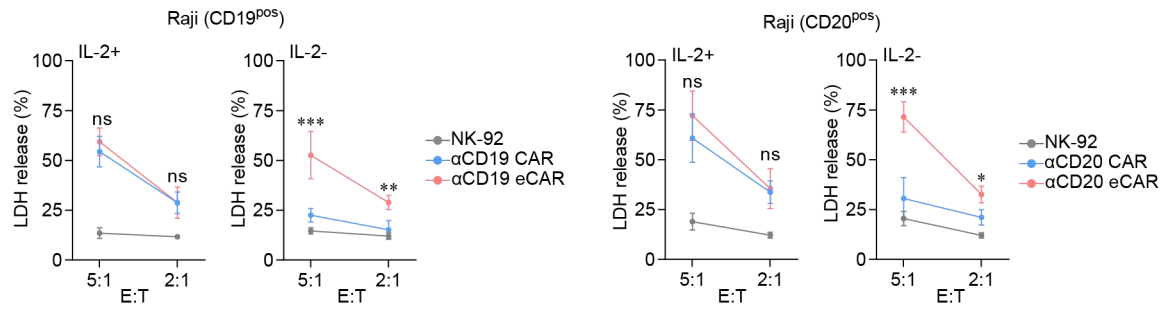 Raji (CD19pos)
IL-2+
LDH release (%)
100
75
50
25
0
ns
ns
5:1
2:1
E:T
IL-2-
LDH release (%)
100
75
50
25
0
***
**
5:1
2:1
E:T
NK-92
αCD19 CAR
αCD19 eCAR
Raji (CD20pos)
IL-2+
LDH release (%)
100
75
50
25
0
ns
ns
5:1
2:1
E:T
IL-2-
LDH release (%)
100
75
50
25
0
***
*
5:1
2:1
E:T
NK-92
αCD20 CAR
αCD20 eCAR